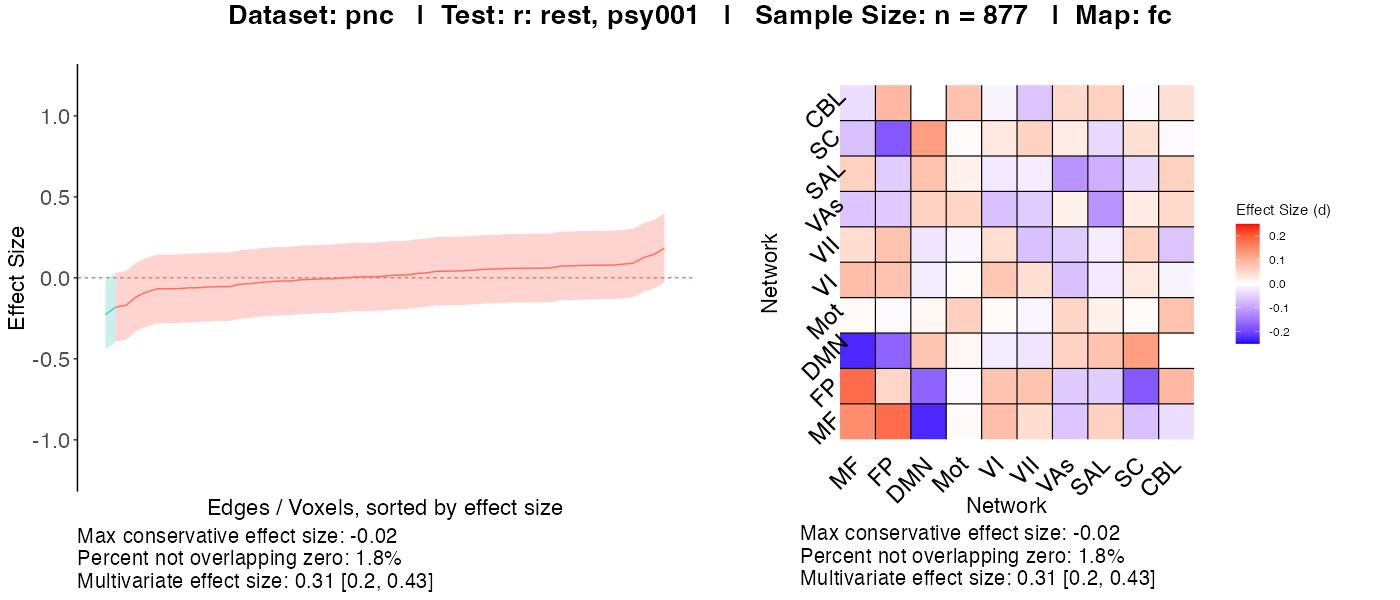 Dataset: pnc | Test: r: rest, psy001 | Sample Size: n = 877 | Map: fc
Effect Size
1.0
0.5
0.0
-0.5
-1.0
Edges / Voxels, sorted by effect size
Max conservative effect size: -0.02
Percent not overlapping zero: 1.8%
Multivariate effect size: 0.31 [0.2, 0.43]
Network
CBL
SC
SAL
VAs
VII
VI
Mot
DMN
FP
MF
MF
FP
DMN
Mot
VI
VII
VAs
SAL
SC
CBL
Network
Max conservative effect size: -0.02
Percent not overlapping zero: 1.8%
Multivariate effect size: 0.31 [0.2, 0.43]
Effect Size (d)
0.2
0.1
0.0
-0.1
-0.2